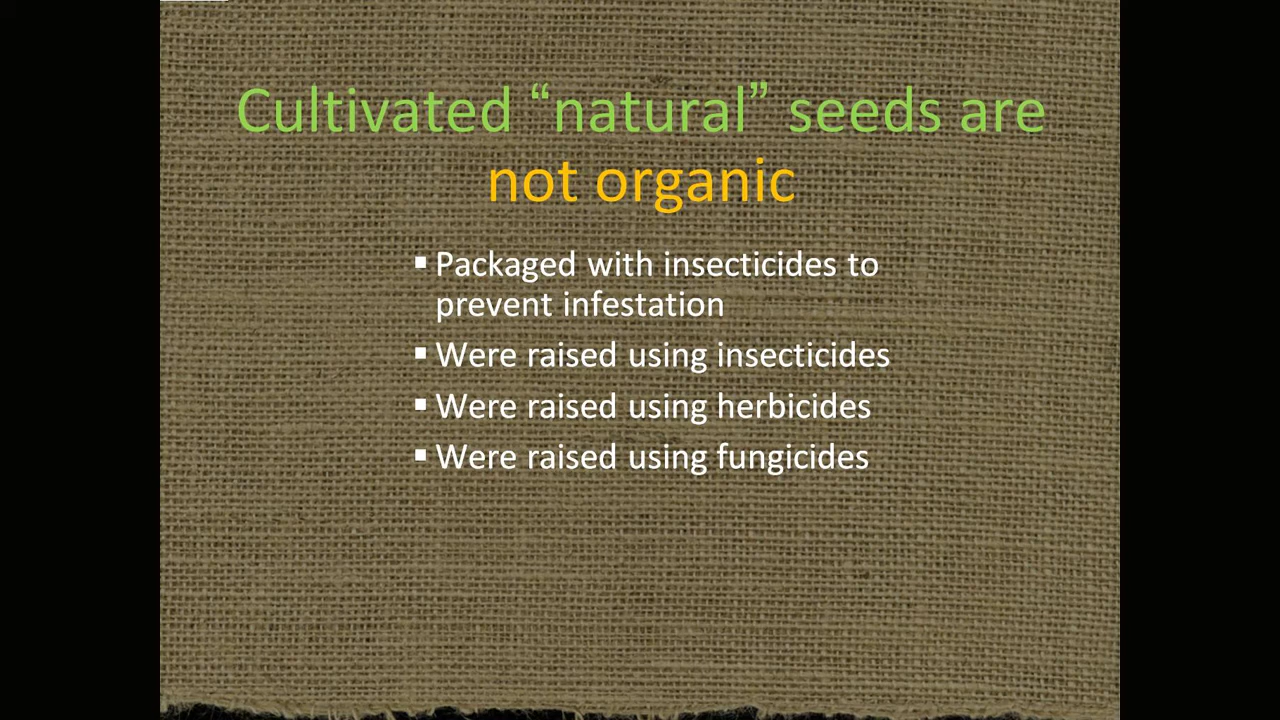 Cultivated “natural” seeds are
not organic
▪ Packaged with insecticides to
prevent infestation
▪ Were raised using insecticides
▪ Were raised using herbicides
▪ Were raised using fungicides